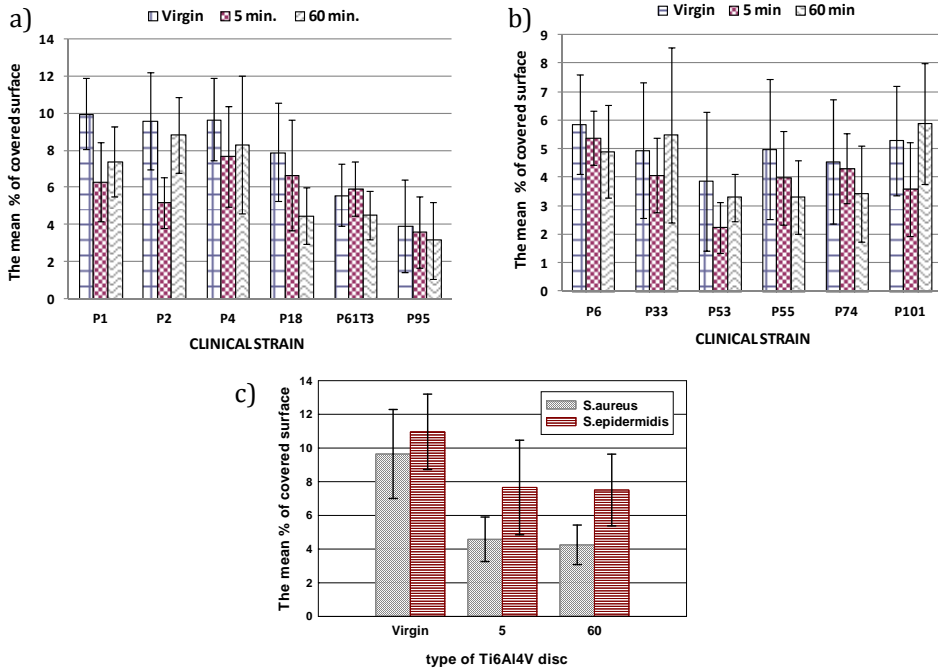 a)
Virgin 5 min. 60 min.
The mean % of covered surface
14
12
10
8
6
4
2
0
P1 P2 P4 P18 P61T3 P95
CLINICAL STRAIN
b)
Virgin 5 min 60 min
The mean % of covered surface
9
8
7
6
5
4
3
2
1
0
P6 P33 P53 P55 P74 P101
CLINICAL STRAIN
c)
The mean % of covered surface
14
12
10
8
6
4
2
0
S.aureus
S.epidermidis
Virgin 5 60
type of Ti6Al4V disc